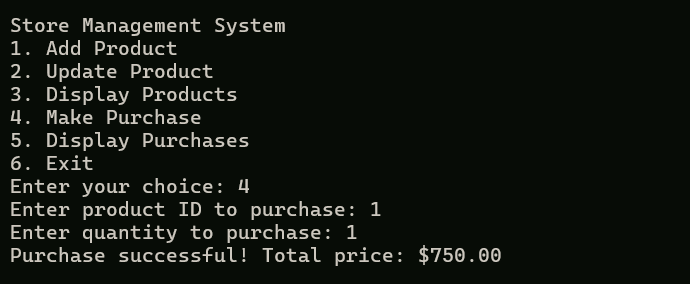 Store Management System
1. Add Product
2. Update Product
3. Display Products
4. Make Purchase
5. Display Purchases
6. Exit
Enter your choice: 4
Enter product ID to purchase: 1
Enter quantity to purchase: 1
Purchase successful! Total price: $750.00